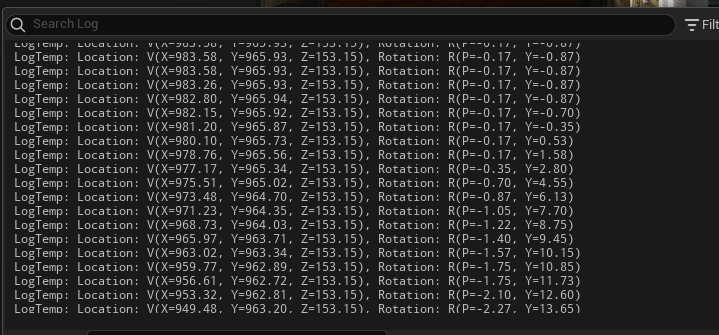 Search Log
Filt
LogTemp: Location: V(X=983.58, Y=965.93, Z=153.15), Rotation: R(P=-0.17, Y=-0.87)
LogTemp: Location: V(X=983.58, Y=965.93, Z=153.15), Rotation: R(P=-0.17, Y=-0.87)
LogTemp: Location: V(X=983.58, Y=965.93, Z=153.15), Rotation: R(P=-0.17, Y=-0.87)
LogTemp: Location: V(X=983.26, Y=965.93, Z=153.15), Rotation: R(P=-0.17, Y=-0.87)
LogTemp: Location: V(X=982.80, Y=965.94, Z=153.15), Rotation: R(P=-0.17, Y=-0.87)
LogTemp: Location: V(X=982.15, Y=965.92, Z=153.15), Rotation: R(P=-0.17, Y=-0.70)
LogTemp: Location: V(X=981.20, Y=965.87, Z=153.15), Rotation: R(P=-0.17, Y=-0.35)
LogTemp: Location: V(X=980.10, Y=965.73, Z=153.15), Rotation: R(P=-0.17, Y=0.53)
LogTemp: Location: V(X=978.76, Y=965.56, Z=153.15), Rotation: R(P=-0.17, Y=1.58)
LogTemp: Location: V(X=977.17, Y=965.34, Z=153.15), Rotation: R(P=-0.35, Y=2.80)
LogTemp: Location: V(X=975.51, Y=965.02, Z=153.15), Rotation: R(P=-0.70, Y=4.55)
LogTemp: Location: V(X=973.48, Y=964.70, Z=153.15), Rotation: R(P=-0.87, Y=6.13)
LogTemp: Location: V(X=971.23, Y=964.35, Z=153.15), Rotation: R(P=-1.05, Y=7.70)
LogTemp: Location: V(X=968.73, Y=964.03, Z=153.15), Rotation: R(P=-1.22, Y=8.75)
LogTemp: Location: V(X=965.97, Y=963.71, Z=153.15), Rotation: R(P=-1.40, Y=9.45)
LogTemp: Location: V(X=963.02, Y=963.34, Z=153.15), Rotation: R(P=-1.57, Y=10.15)
LogTemp: Location: V(X=959.77, Y=962.89, Z=153.15), Rotation: R(P=-1.75, Y=10.85)
LogTemp: Location: V(X=956.61, Y=962.72, Z=153.15), Rotation: R(P=-1.75, Y=11.73)
LogTemp: Location: V(X=953.32, Y=962.81, Z=153.15), Rotation: R(P=-2.10, Y=12.60)
LogTemp: Location: V(X=949.48, Y=963.20, Z=153.15), Rotation: R(P=-2.27, Y=13.65)